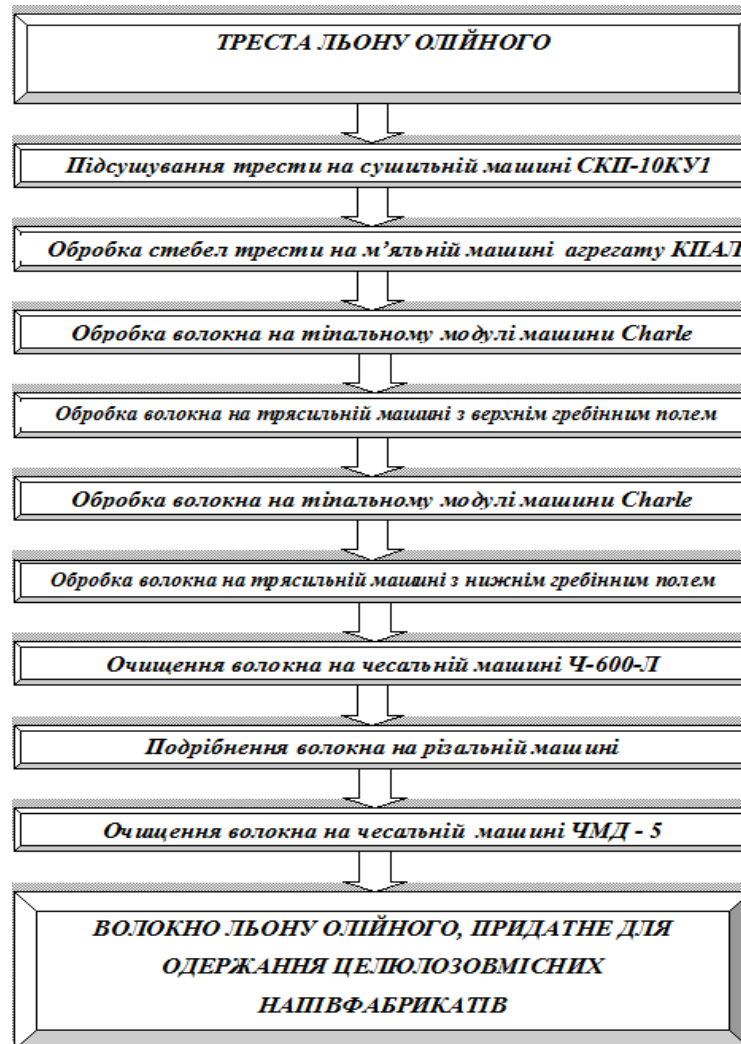 ТРЕСТА ЛЬОНУ ОЛІЙНОГО
Підсушування трести на сушильній машині СКП-10КУ1
Обробка стебел трести на м’яльній машині агрегату КПАЛ
Обробка волокна на тіпальному модулі машини Charle
Обробка волокна на трясильній машині з верхнім гребінним полем
Обробка волокна на тіпальному модулі машини Charle
Обробка волокна на трясильній машині з нижнім гребінним полем
Очищення волокна на чесальній машині Ч-600-Л
Подрібнення волокна на різальній машині
Очищення волокна на чесальній машині ЧМД - 5
ВОЛОКНО ЛЬОНУ ОЛІЙНОГО, ПРИДАТНЕ ДЛЯ
ОДЕРЖАННЯ ЦЕЛЮЛОЗОВМІСНИХ
НАПІВФАБРИКАТІВ